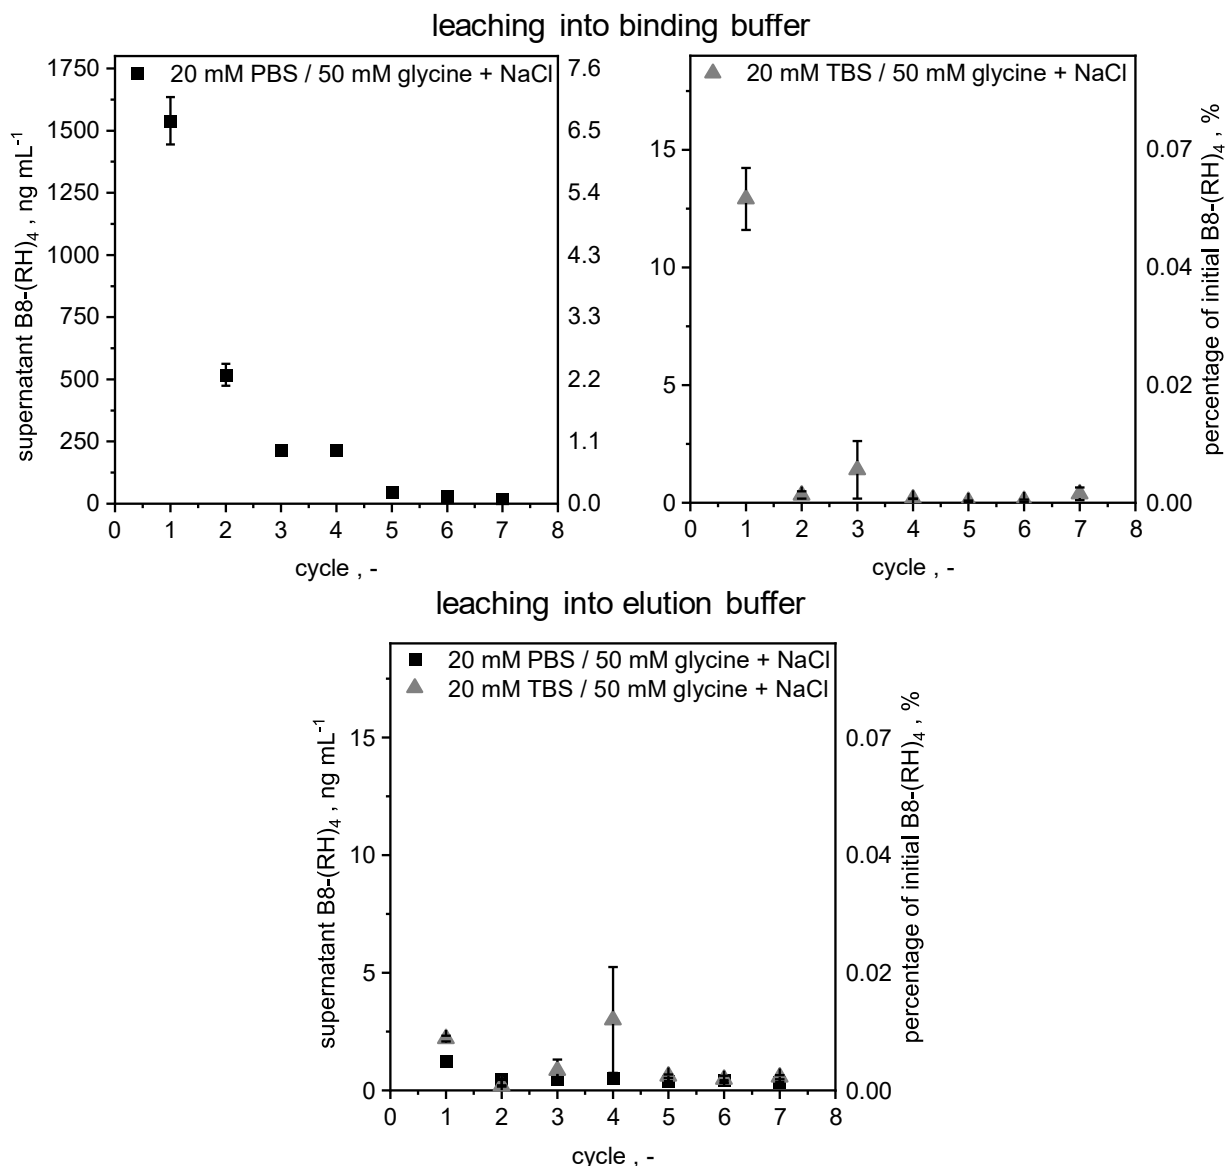 leaching into binding buffer
20 mM PBS / 50 mM glycine + NaCl
supernatant B8-(RH)₄ , ng mL⁻¹
1750
1500
1250
1000
750
500
250
0
7.6
6.5
5.4
4.3
3.3
2.2
1.1
0.0
0 1 2 3 4 5 6 7 8
cycle , -
20 mM TBS / 50 mM glycine + NaCl
15
10
5
0
0.07
0.04
0.02
0.00
percentage of initial B8-(RH)₄ , %
0 1 2 3 4 5 6 7 8
cycle , -
leaching into elution buffer
20 mM PBS / 50 mM glycine + NaCl
20 mM TBS / 50 mM glycine + NaCl
supernatant B8-(RH)₄ , ng mL⁻¹
15
10
5
0
0.07
0.04
0.02
0.00
percentage of initial B8-(RH)₄ , %
0 1 2 3 4 5 6 7 8
cycle , -